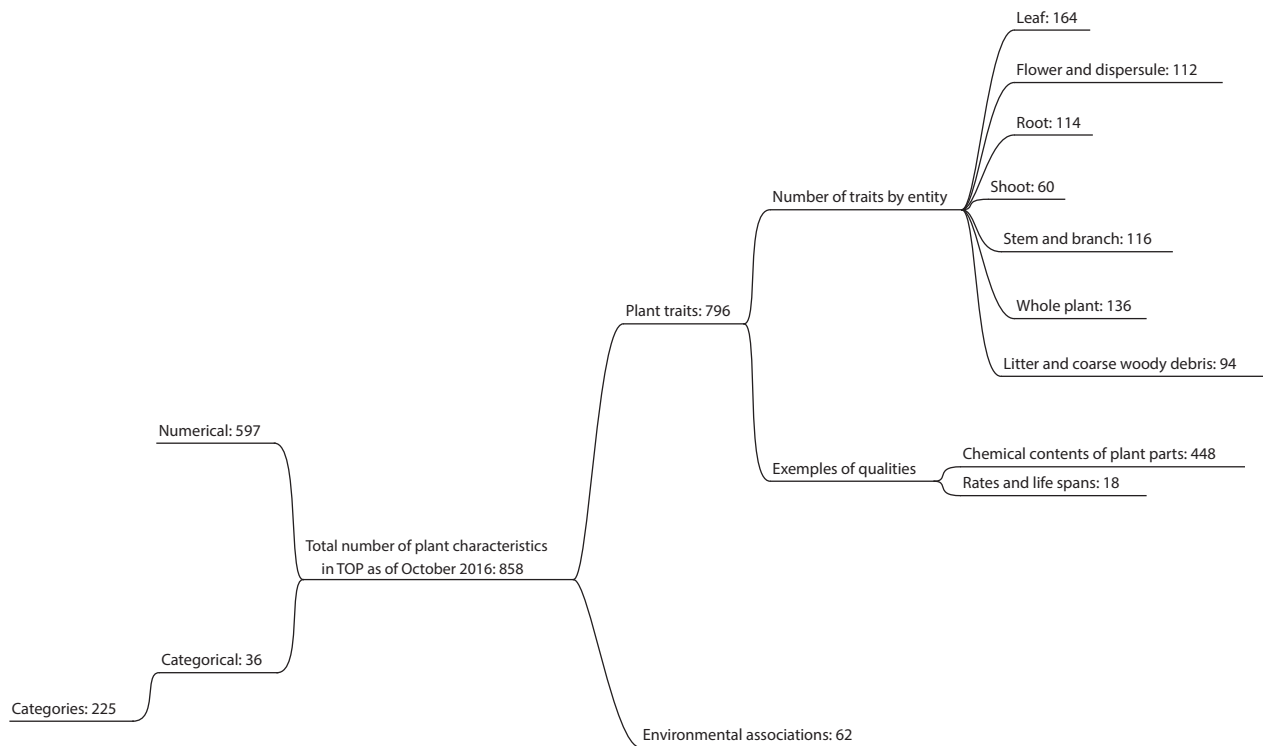 Leaf: 164
Flower and dispersule: 112
Root: 114
Shoot: 60
Number of traits by entity
Stem and branch: 116
Whole plant: 136
Plant traits: 796
Litter and coarse woody debris: 94
Numerical: 597
Chemical contents of plant parts: 448
Exemples of qualities
Rates and life spans: 18
Total number of plant characteristics
in TOP as of October 2016: 858
Categorical: 36
Categories: 225
Environmental associations: 62